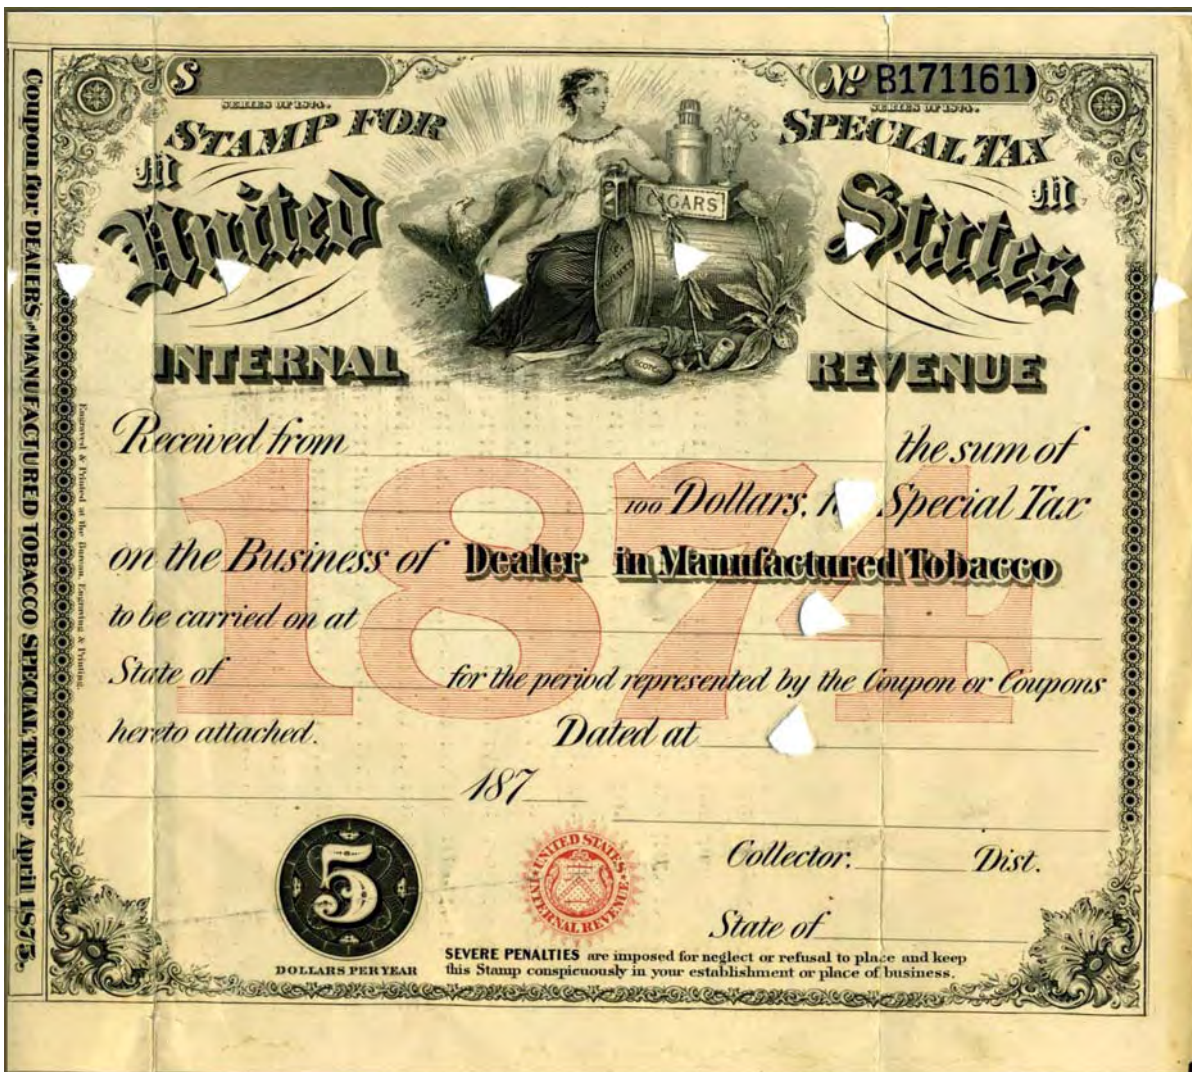 $
SERIES OF 1874.
No B171161
SERIES OF 1874.
STAMP FOR SPECIAL TAX
United States
CIGARS
INTERNAL REVENUE
Received from the sum of
100 Dollars, Special Tax
on the Business of Dealer in Manufactured Tobacco
to be carried on at
State of for the period represented by the Coupon or Coupons
hereto attached. Dated at
187
1874
Collector. Dist.
State of
5
DOLLARS PER YEAR
UNITED STATES
INTERNAL REVENUE
SEVERE PENALTIES are imposed for neglect or refusal to place and keep
this Stamp conspicuously in your establishment or place of business.
Coupon for DEALERS in MANUFACTURED TOBACCO SPECIAL TAX for April 1875.
Engraved & Printed at the Bureau, Engraving & Printing.